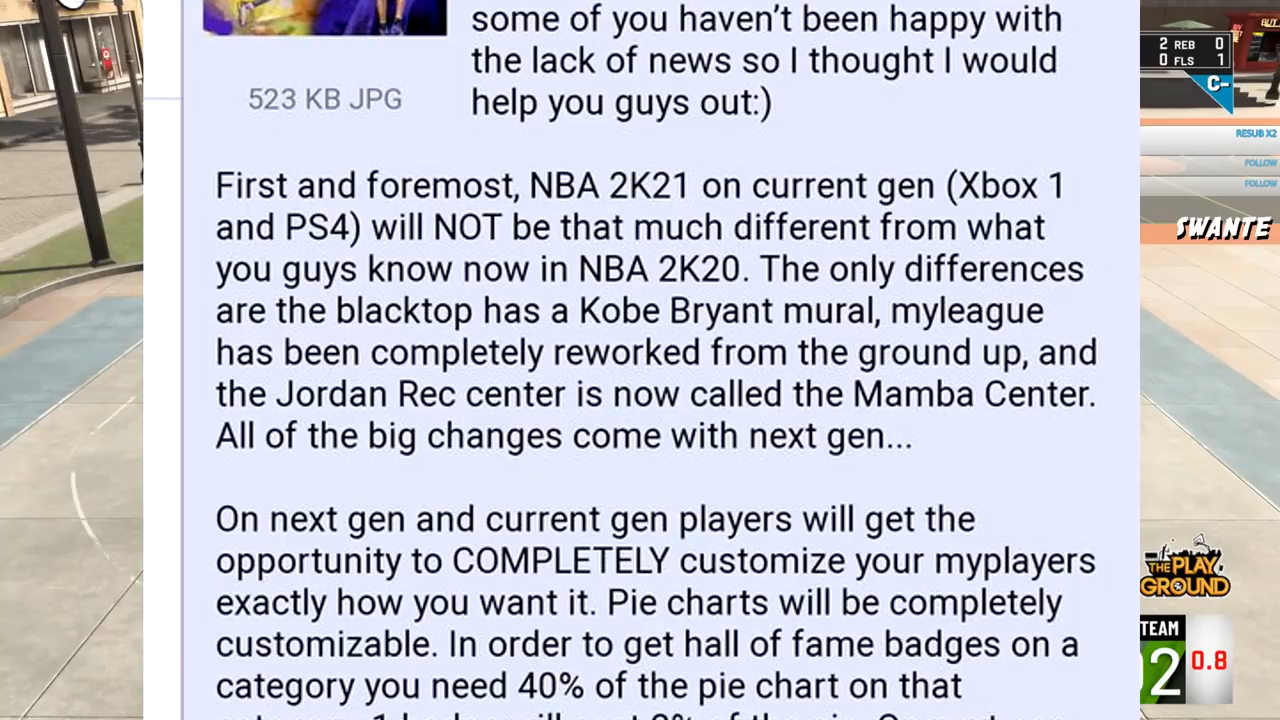 some of you haven't been happy with
the lack of news so I thought I would
help you guys out:)
523 KB JPG
First and foremost, NBA 2K21 on current gen (Xbox 1
and PS4) will NOT be that much different from what
you guys know now in NBA 2K20. The only differences
are the blacktop has a Kobe Bryant mural, myleague
has been completely reworked from the ground up, and
the Jordan Rec center is now called the Mamba Center.
All of the big changes come with next gen...
On next gen and current gen players will get the
opportunity to COMPLETELY customize your myplayers
exactly how you want it. Pie charts will be completely
customizable. In order to get hall of fame badges on a
category you need 40% of the pie chart on that
BUY
2 REB 0
0 FLS 1
C-
RESUB X2
FOLLOW
FOLLOW
SWANTE
THE PLAY
GROUND
TEAM
2
0.8